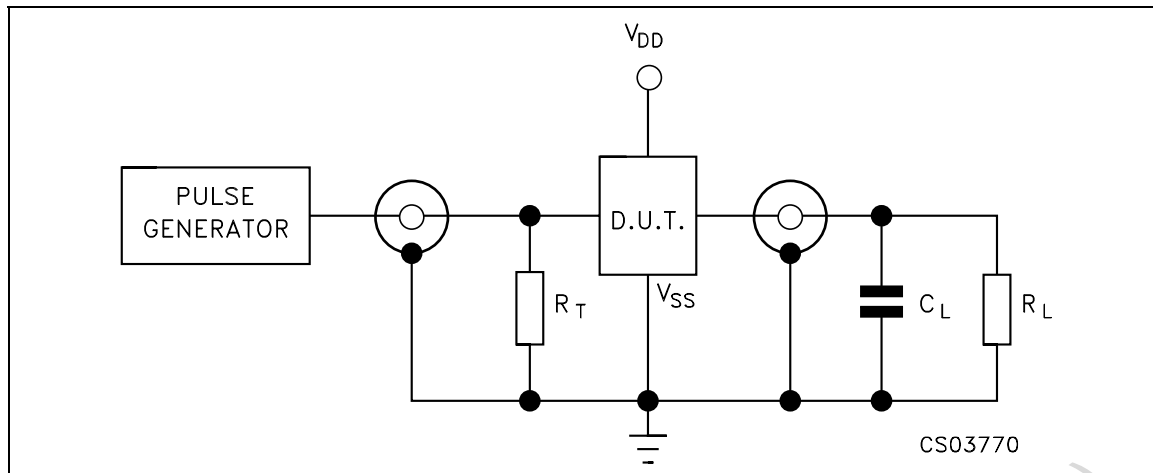 VDD
PULSE
GENERATOR
D.U.T.
VSS
RT
CL
RL
CS03770